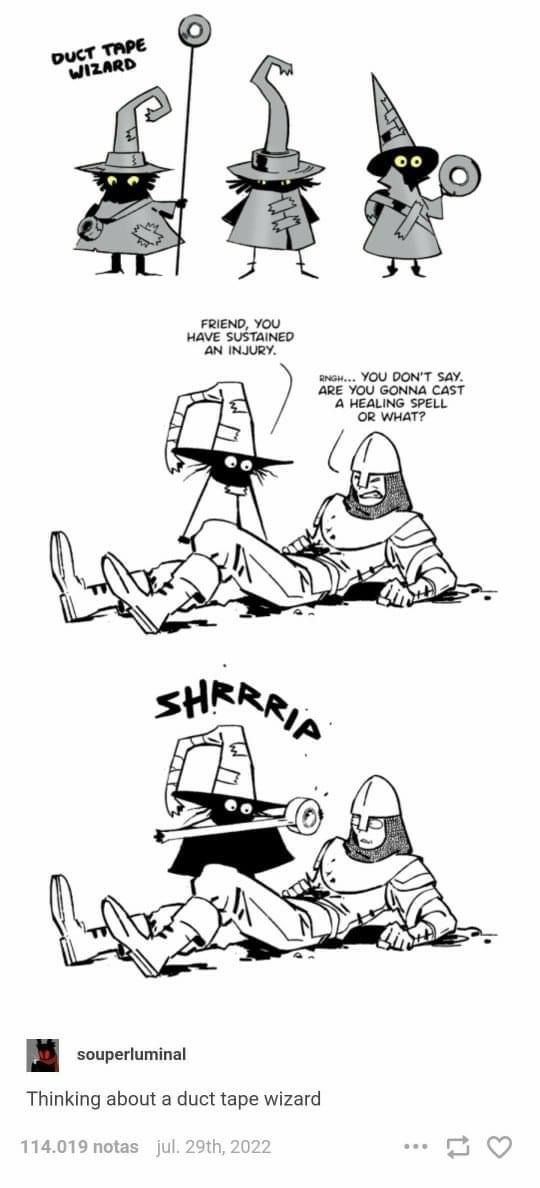 DUCT TAPE
WIZARD
FRIEND, YOU
HAVE SUSTAINED
AN INJURY.
RNGH... YOU DON'T SAY.
ARE YOU GONNA CAST
A HEALING SPELL
OR WHAT?
SHRRRIP
souperluminal
Thinking about a duct tape wizard
114.019 notas jul. 29th, 2022